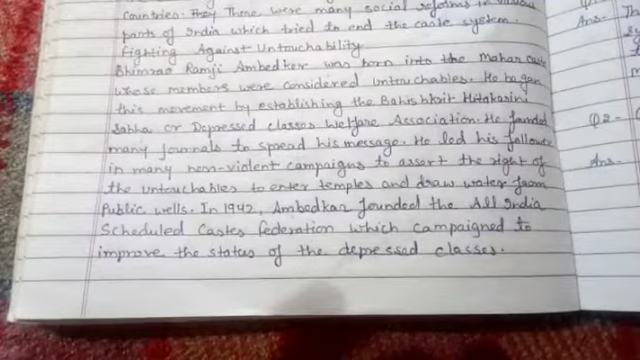 countries. They There were many social reforms in various
parts of India which tried to end the caste system.
Fighting Against Untouchability
Bhimrao Ramji Ambedker was born into the Mahar caste
whose members were considered untouchables. He began
this movement by establishing the Bahishkrit Hitakarini
Sabha or Depressed classes Welfare Association. He founded
many journals to spread his message. He led his followers
in many non-violent campaigns to assert the right of
the untouchables to enter temples and draw water from
Public wells. In 1942, Ambedkar founded the All India
Scheduled Castes federation which campaigned to
improve the status of the depressed classes.
Ans-
Q2-
Ans-